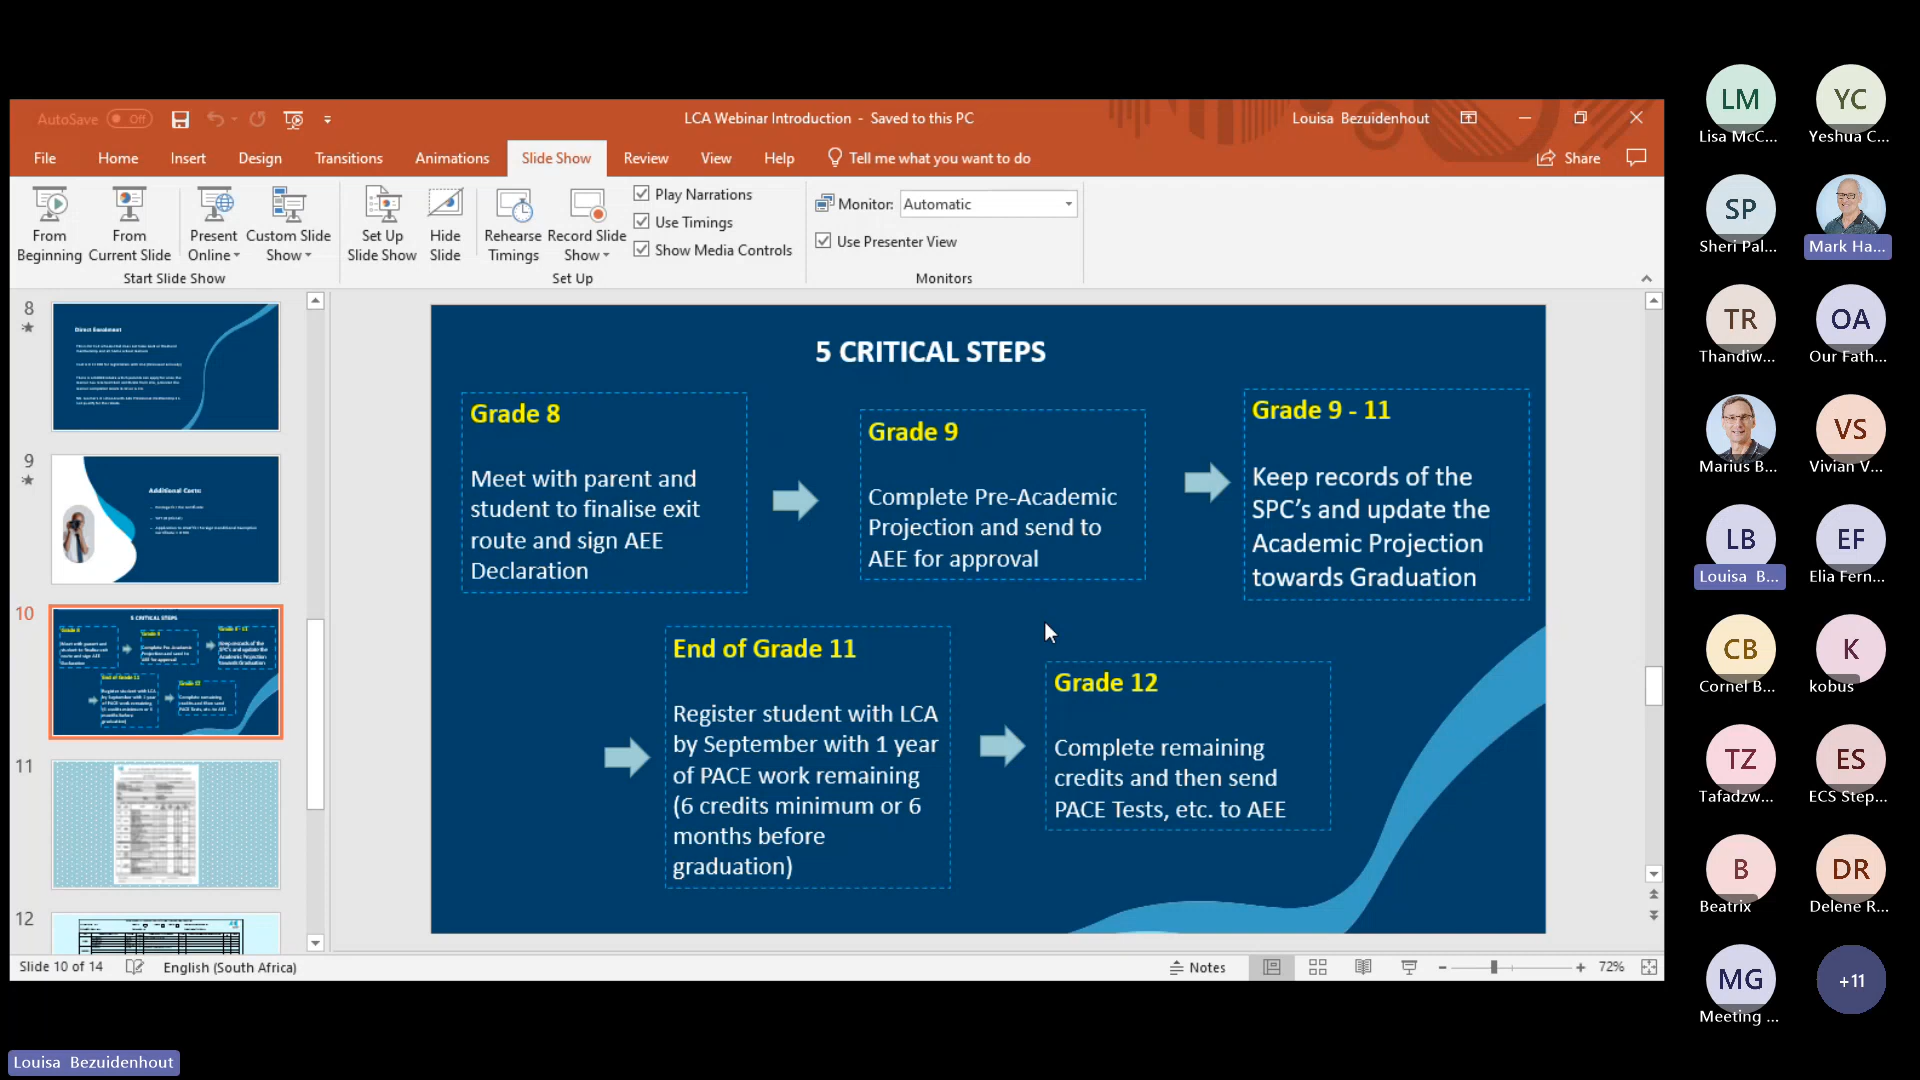 AutoSave Off
LCA Webinar Introduction - Saved to this PC
Louisa Bezuidenhout
File Home Insert Design Transitions Animations Slide Show Review View Help Tell me what you want to do
Share
From Beginning
From Current Slide
Present Online
Custom Slide Show
Start Slide Show
Set Up Slide Show
Hide Slide
Rehearse Timings
Record Slide Show
Play Narrations
Use Timings
Show Media Controls
Set Up
Monitor: Automatic
Use Presenter View
Monitors
8
Direct Enrolment
9
Additional Costs
10
11
12
5 CRITICAL STEPS
Grade 8
Meet with parent and
student to finalise exit
route and sign AEE
Declaration
Grade 9
Complete Pre-Academic
Projection and send to
AEE for approval
Grade 9 - 11
Keep records of the
SPC’s and update the
Academic Projection
towards Graduation
End of Grade 11
Register student with LCA
by September with 1 year
of PACE work remaining
(6 credits minimum or 6
months before
graduation)
Grade 12
Complete remaining
credits and then send
PACE Tests, etc. to AEE
Slide 10 of 14
English (South Africa)
Notes
72%
LM
Lisa McC...
YC
Yeshua C...
SP
Sheri Pal...
Mark Ha...
TR
Thandiw...
OA
Our Fath...
Marius B...
VS
Vivian V...
LB
Louisa B...
EF
Elia Fern...
CB
Cornel B...
K
kobus
TZ
Tafadzw...
ES
ECS Step...
B
Beatrix
DR
Delene R...
MG
Meeting ...
+11
Louisa Bezuidenhout